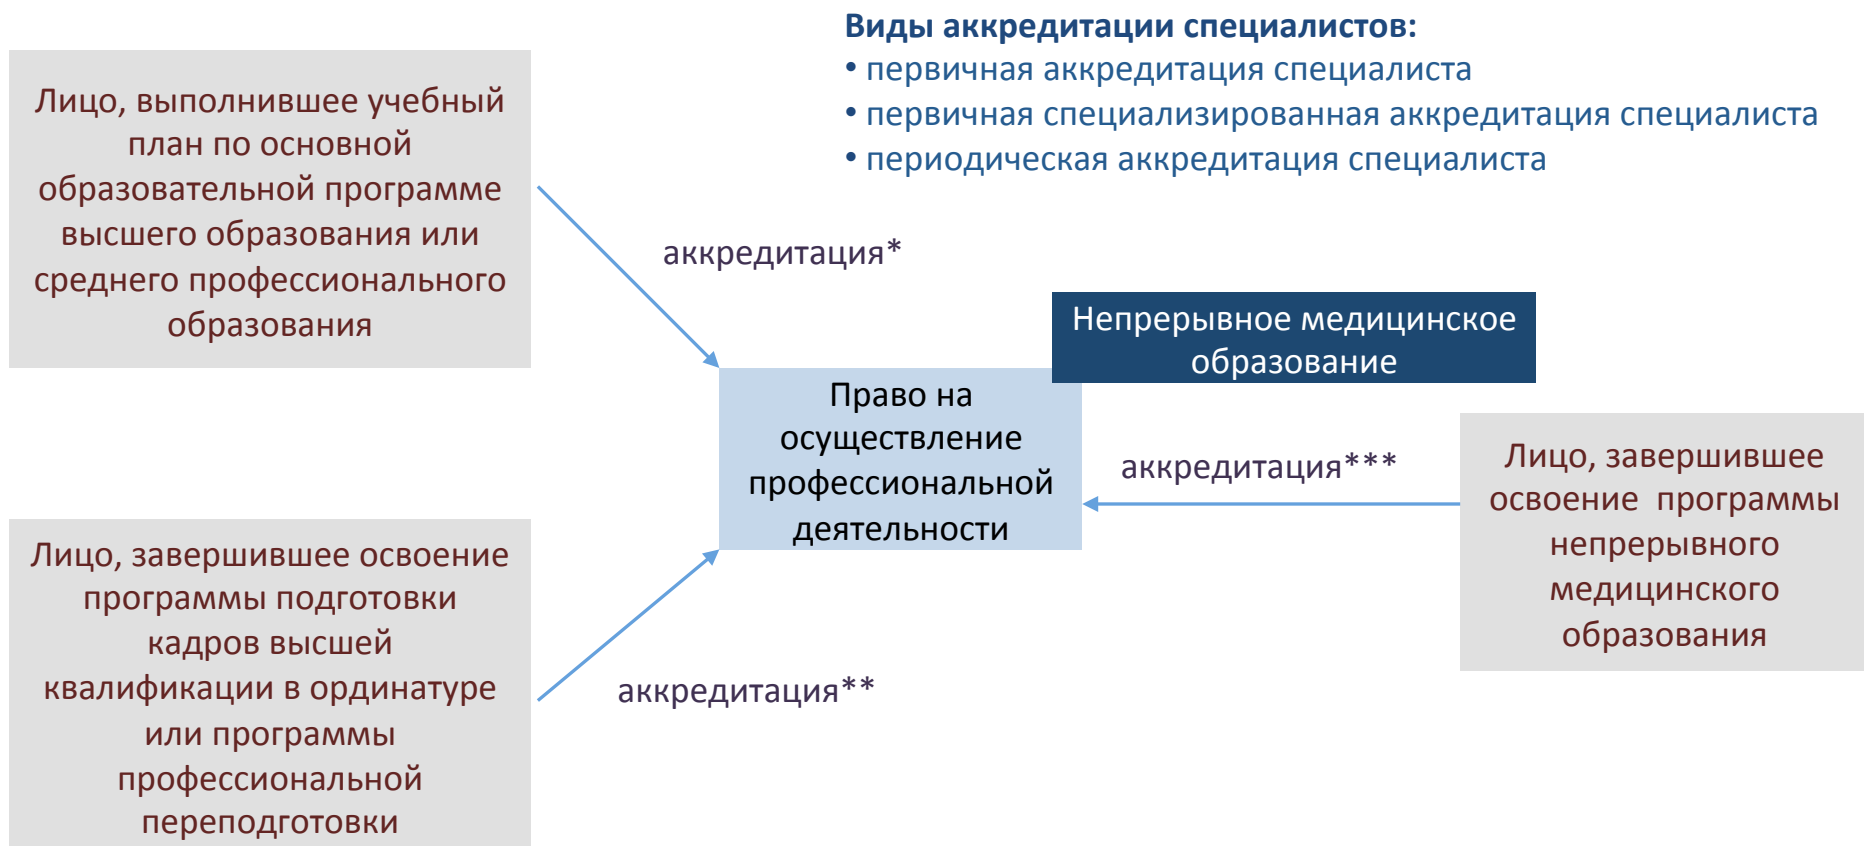 Виды аккредитации специалистов:
• первичная аккредитация специалиста
• первичная специализированная аккредитация специалиста
• периодическая аккредитация специалиста
Лицо, выполнившее учебный
план по основной
образовательной программе
высшего образования или
среднего профессионального
образования
аккредитация*
Непрерывное медицинское
образование
Право на
осуществление
профессиональной
деятельности
аккредитация***
Лицо, завершившее
освоение программы
непрерывного
медицинского
образования
Лицо, завершившее освоение
программы подготовки
кадров высшей
квалификации в ординатуре
или программы
профессиональной
переподготовки
аккредитация**